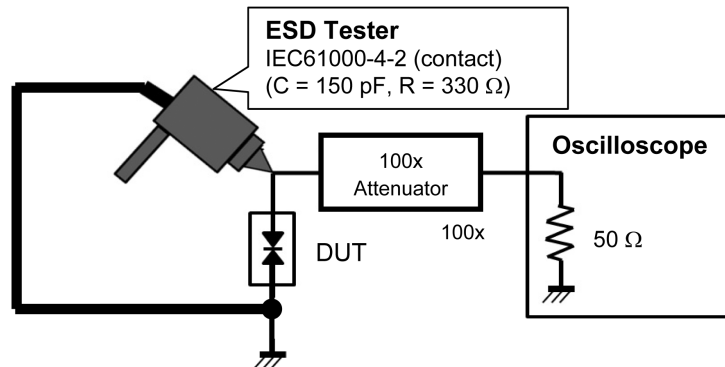 ESD Tester
IEC61000-4-2 (contact)
(C = 150 pF, R = 330 Ω)
Oscilloscope
100x
Attenuator
100x
50 Ω
DUT